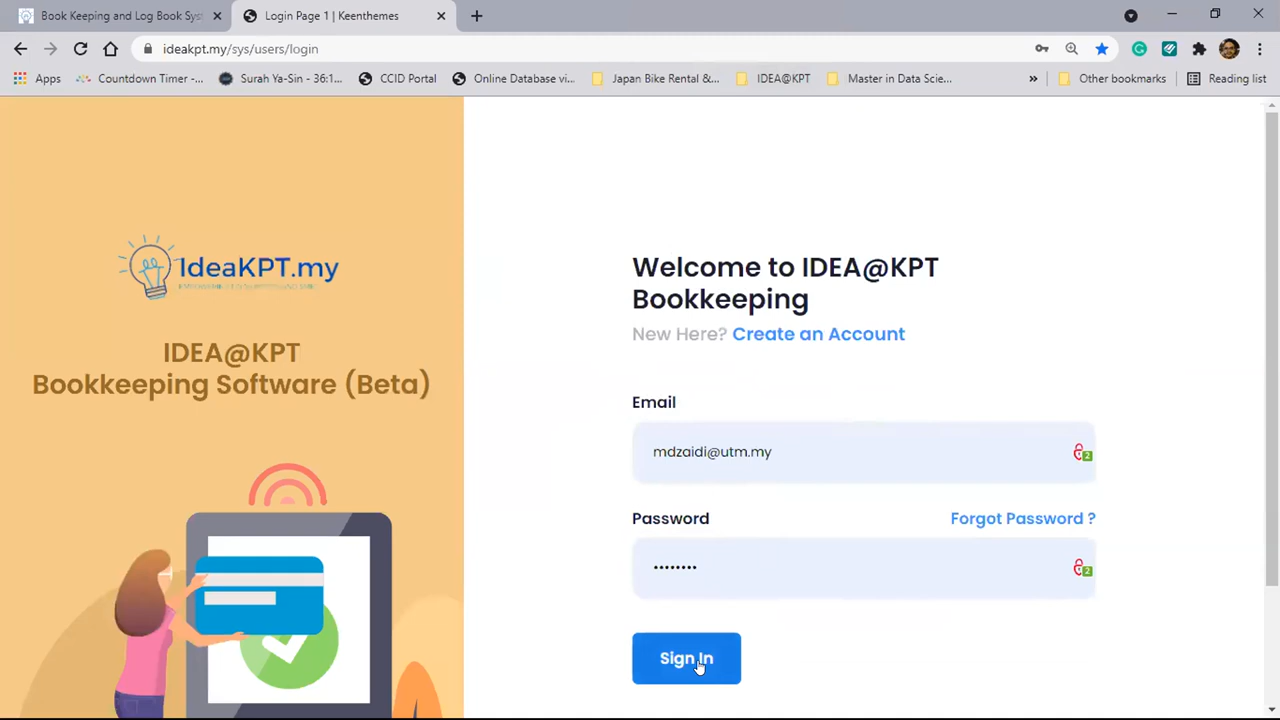 Book Keeping and Log Book Sys
Login Page 1 | Keenthemes
ideakpt.my/sys/users/login
Apps
Countdown Timer -...
Surah Ya-Sin - 36:1...
CCID Portal
Online Database vi...
Japan Bike Rental &...
IDEA@KPT
Master in Data Scie...
»
Other bookmarks
Reading list
IdeaKPT.my
IDEA@KPT
Bookkeeping Software (Beta)
Welcome to IDEA@KPT
Bookkeeping
New Here? Create an Account
Email
mdzaidi@utm.my
2
Password
Forgot Password ?
••••••••
2
Sign In